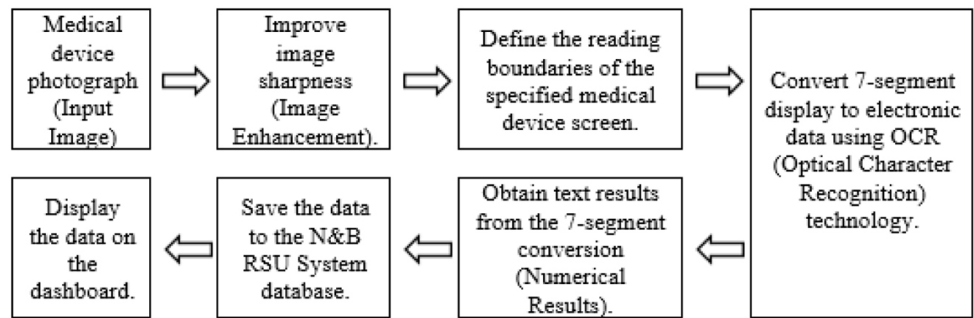 Medical
device
photograph
(Input
Image)
Improve
image
sharpness
(Image
Enhancement).
Define the reading
boundaries of the
specified medical
device screen.
Convert 7-segment
display to electronic
data using OCR
(Optical Character
Recognition)
technology.
Obtain text results
from the 7-segment
conversion
(Numerical
Results).
Save the data
to the N&B
RSU System
database.
Display
the data on
the
dashboard.